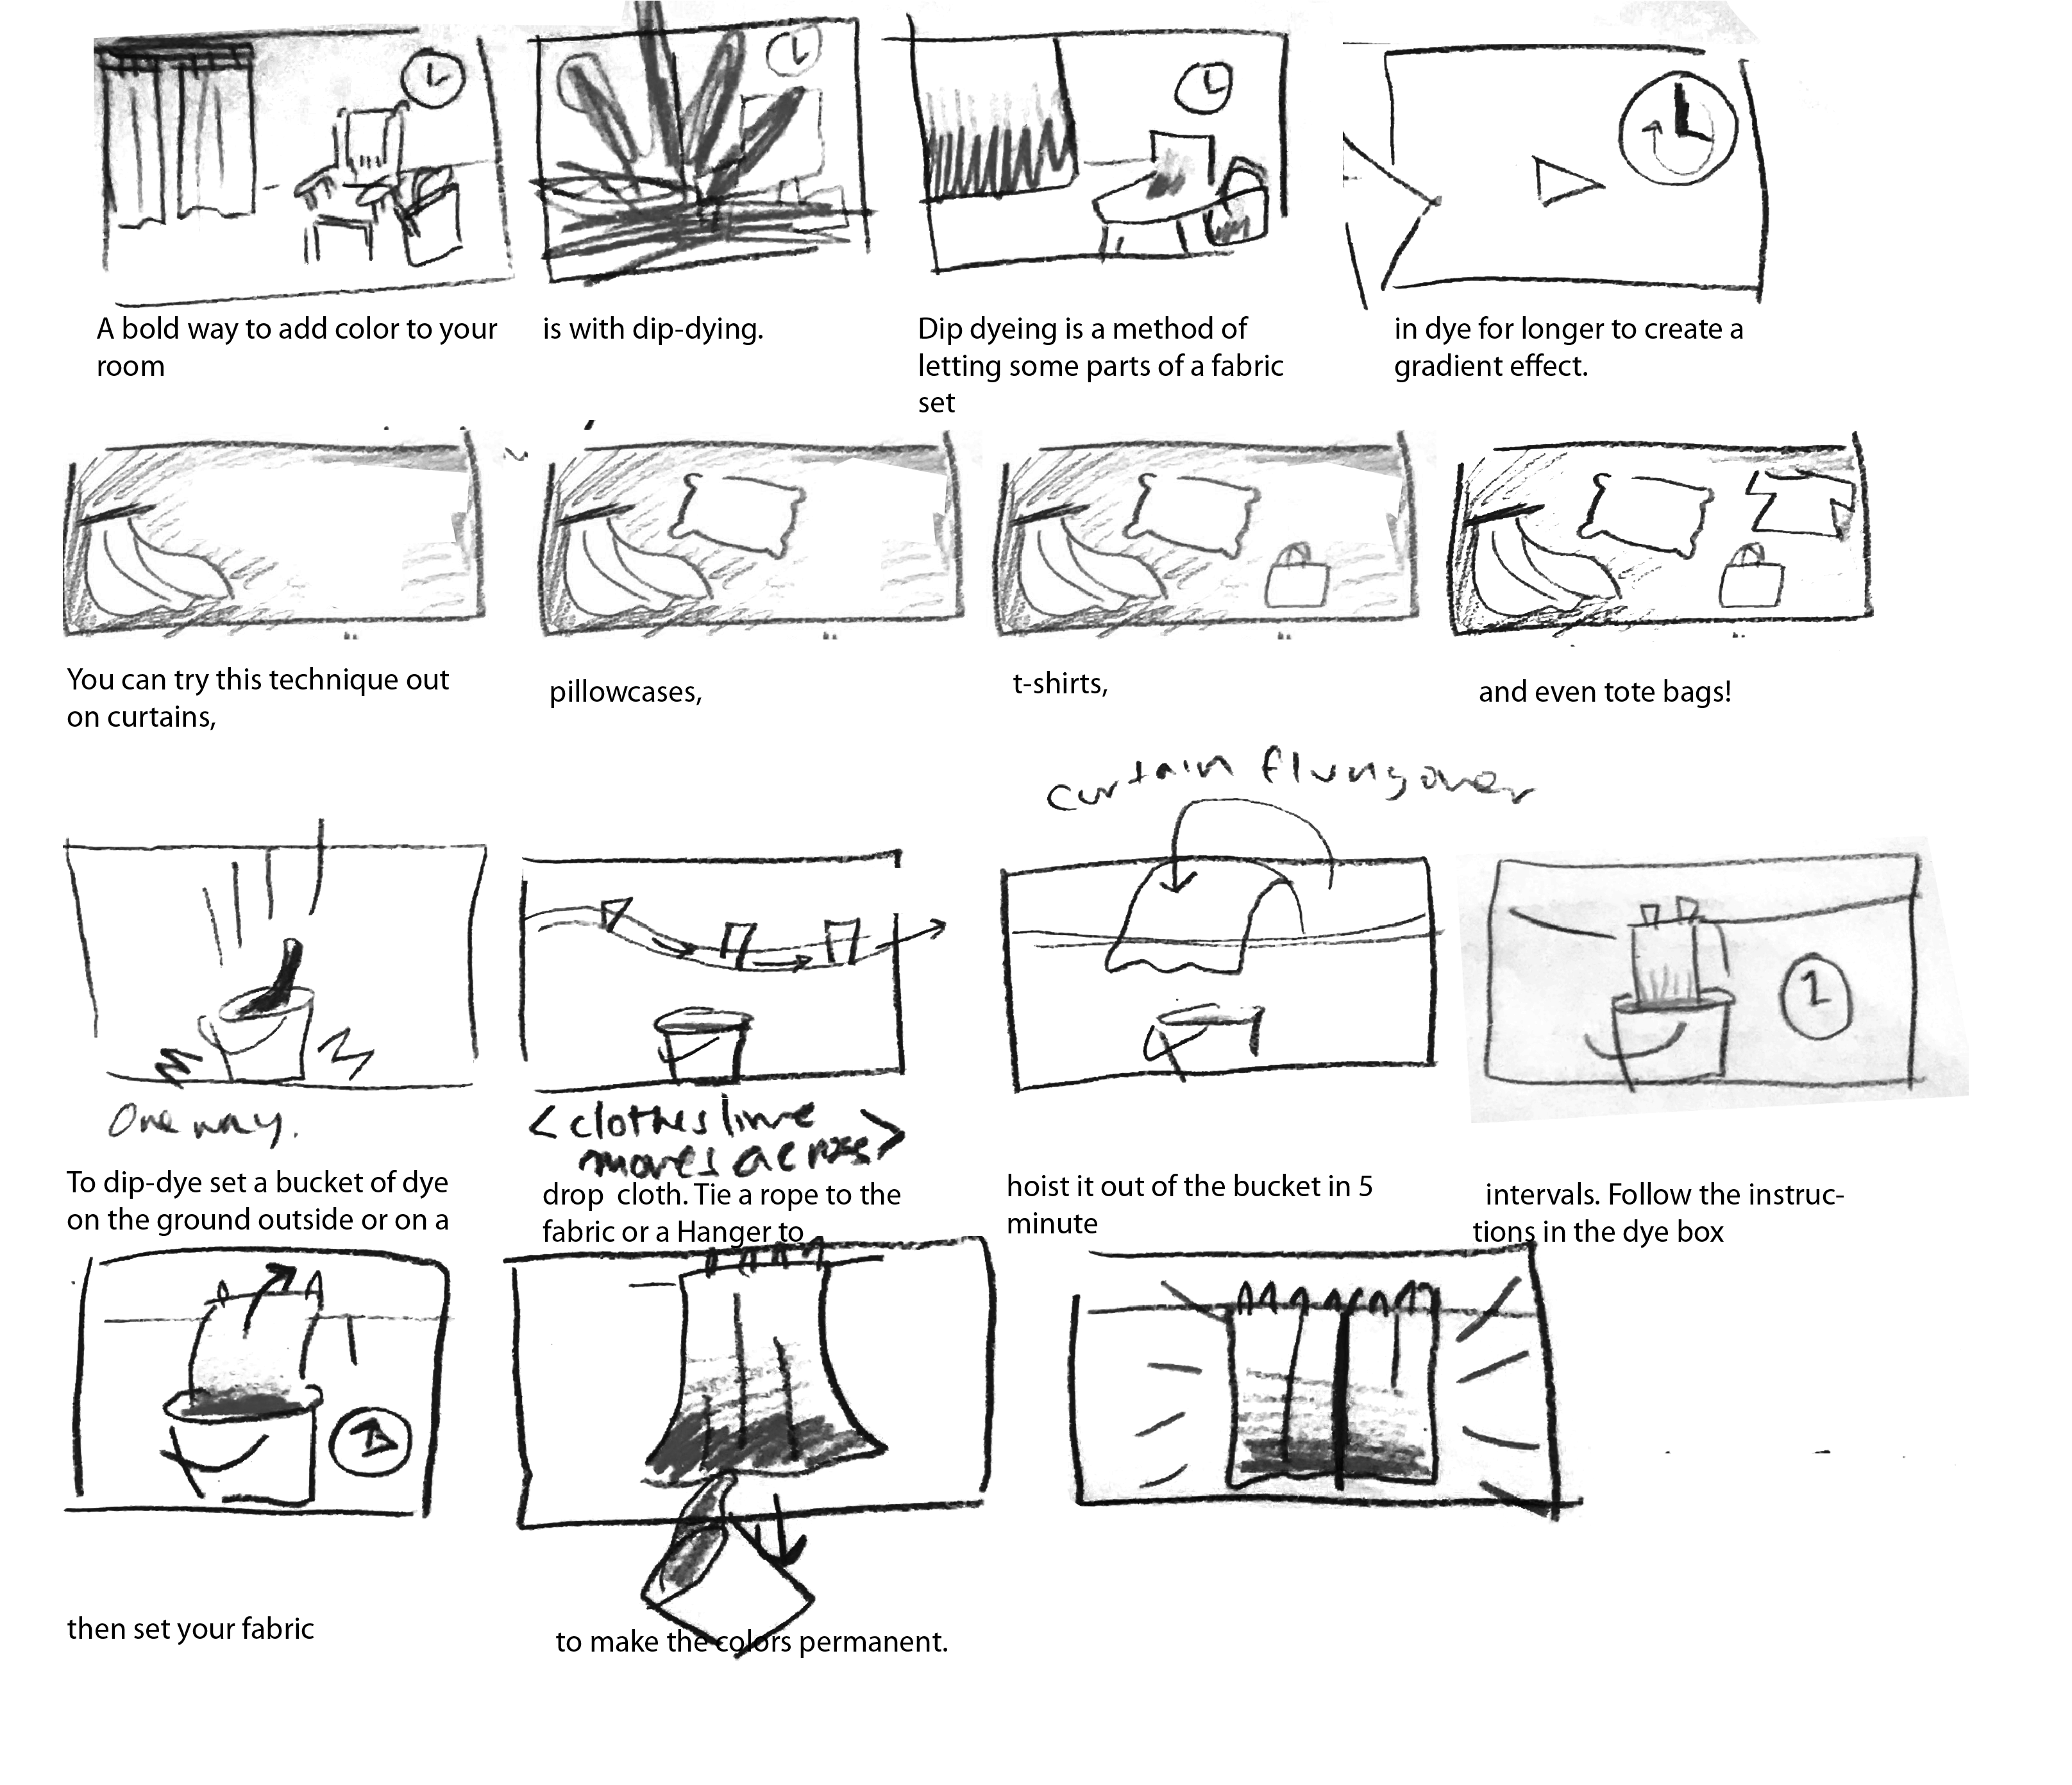 A bold way to add color to your
room
is with dip-dying.
Dip dyeing is a method of
letting some parts of a fabric
set
in dye for longer to create a
gradient effect.
You can try this technique out
on curtains,
pillowcases,
t-shirts,
and even tote bags!
curtain flung over
1
One way.
To dip-dye set a bucket of dye
on the ground outside or on a
<clothes line
moves across>
drop cloth. Tie a rope to the
fabric or a Hanger to
hoist it out of the bucket in 5
minute
intervals. Follow the instruc-
tions in the dye box
then set your fabric
to make the colors permanent.